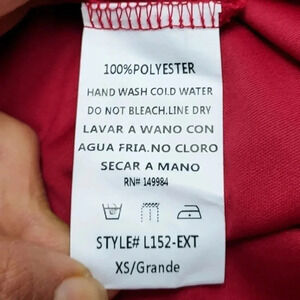 100%POLYESTER
HAND WASH COLD WATER
DO NOT BLEACH.LINE DRY
LAVAR A WANO CON
AGUA FRIA.NO CLORO
SECAR A MANO
RN# 149984
STYLE# L152-EXT
XS/Grande